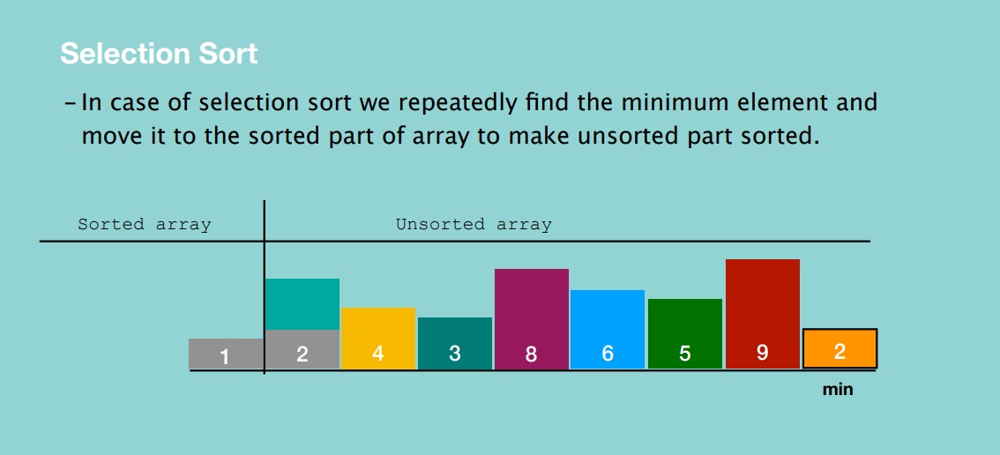 Selection Sort
– In case of selection sort we repeatedly find the minimum element and
move it to the sorted part of array to make unsorted part sorted.
Sorted array Unsorted array
1 2 4 3 8 6 5 9 2
min